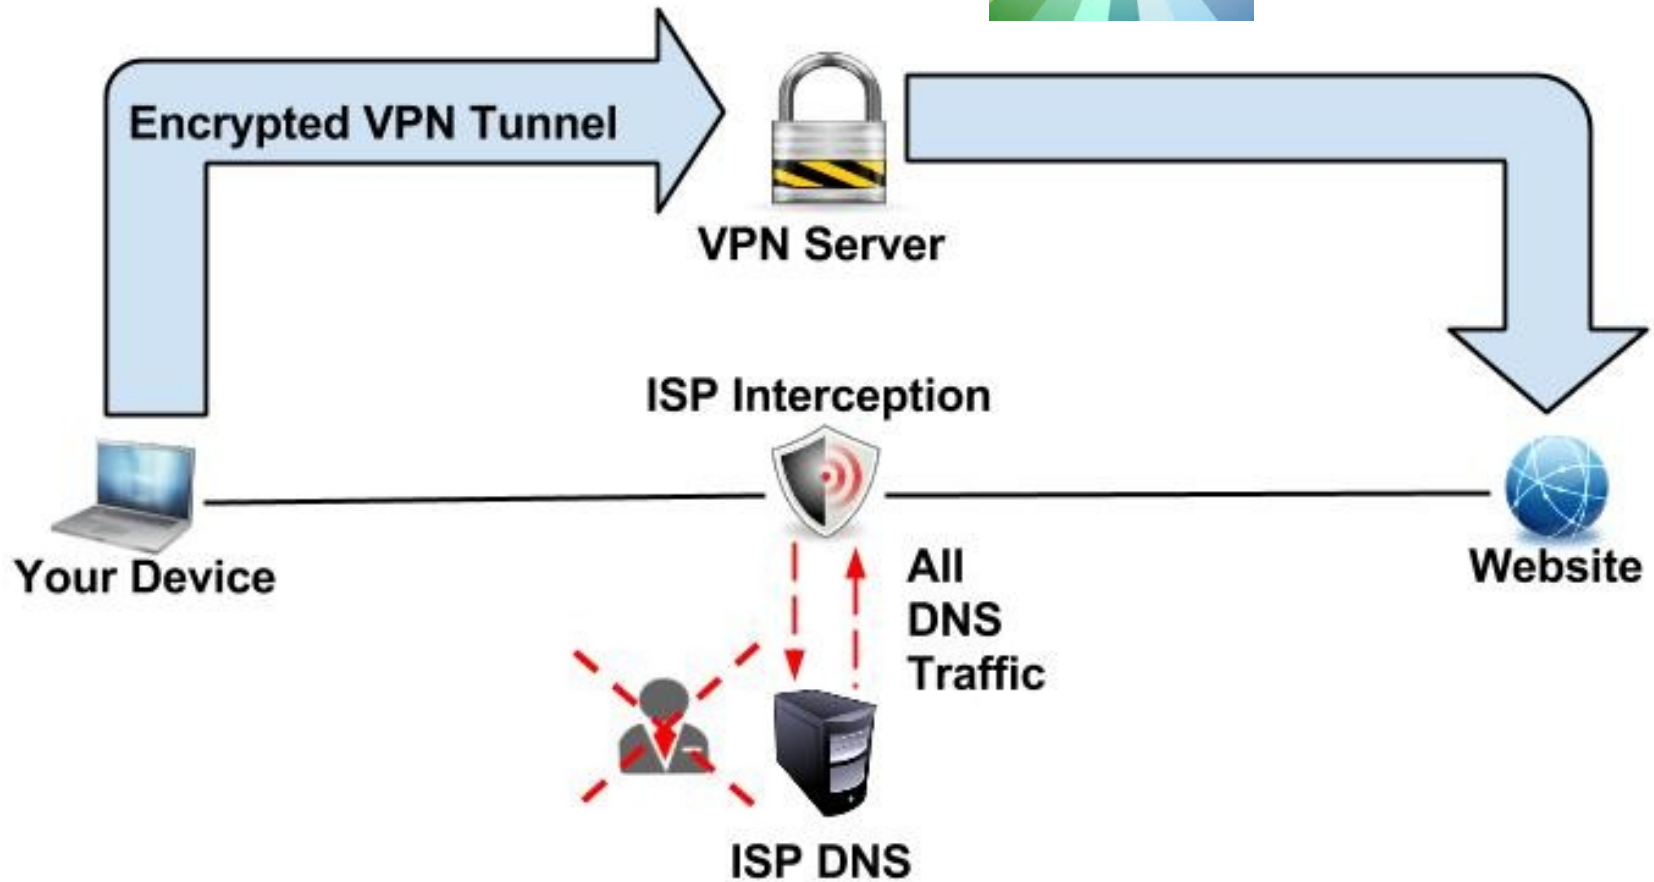 Encrypted VPN Tunnel
VPN Server
ISP Interception
Your Device
Website
All
DNS
Traffic
ISP DNS